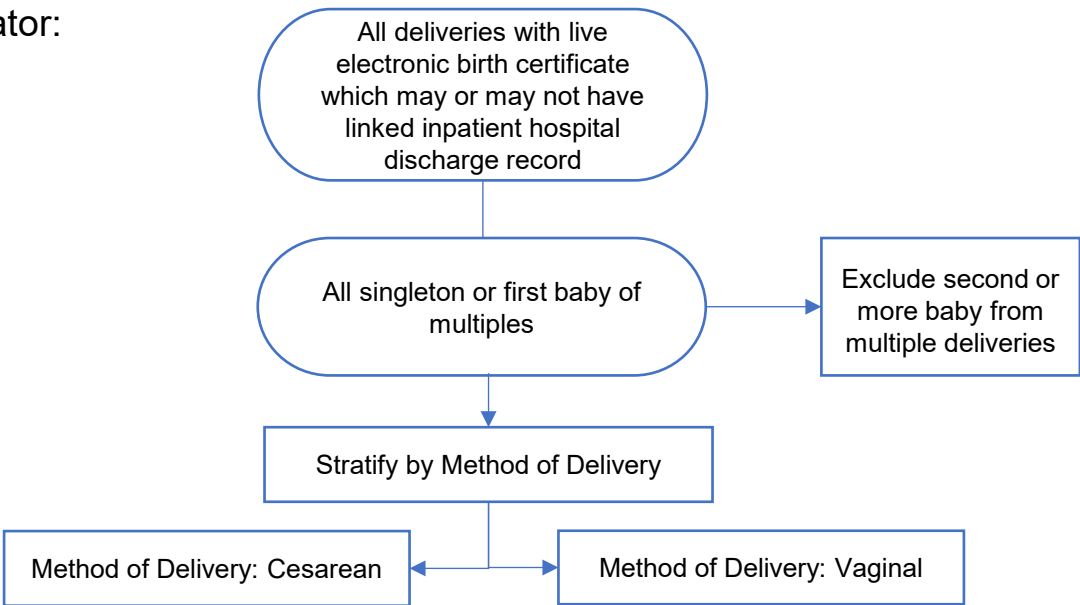 ator:
All deliveries with live
electronic birth certificate
which may or may not have
linked inpatient hospital
discharge record
All singleton or first baby of
multiples
Exclude second or
more baby from
multiple deliveries
Stratify by Method of Delivery
Method of Delivery: Cesarean
Method of Delivery: Vaginal